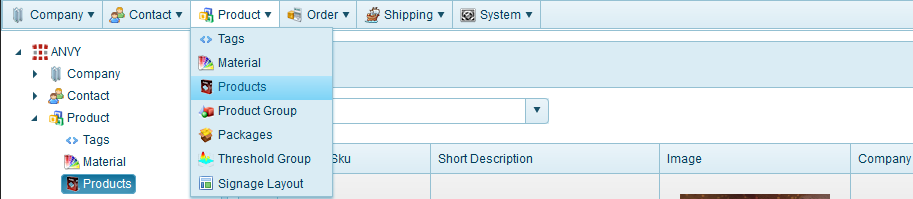 Company Contact Product Order Shipping System
ANVY
Company
Contact
Product
Tags
Material
Products
Tags
Material
Products
Product Group
Packages
Threshold Group
Signage Layout
Sku Short Description Image Company